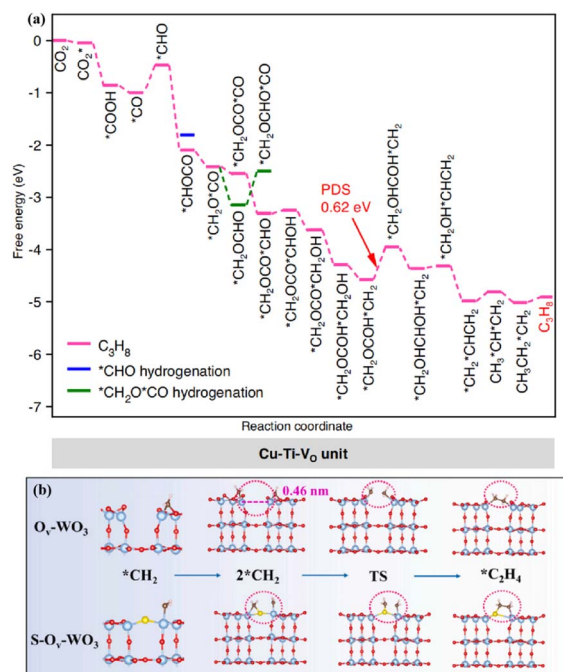 (a)
Free energy (eV)
0
-1
-2
-3
-4
-5
-6
-7
CO₂
CO₂*
*COOH
*CO
*CHO
*CHOCO
*CH₂O*CO
*CH₂OCHO
*CH₂OCO*CO
*CH₂OCHO*CO
*CH₂OCO*CHO
*CH₂OCO*CHOH
*CH₂OCO*CH₂OH
*CH₂OCOH*CH₂OH
*CH₂OCOH*CH₂
PDS
0.62 eV
*CH₂OHCOH*CH₂
*CH₂OHCHOH*CH₂
*CH₂OH*CHCH₂
*CH₂*CHCH₂
CH₃*CH*CH₂
CH₃CH₂*CH₂
C₃H₈
C₃H₈
*CHO hydrogenation
*CH₂O*CO hydrogenation
Reaction coordinate
Cu-Ti-V_O unit
(b)
0.46 nm
Oᵥ-WO₃
*CH₂
2*CH₂
TS
*C₂H₄
S-Oᵥ-WO₃